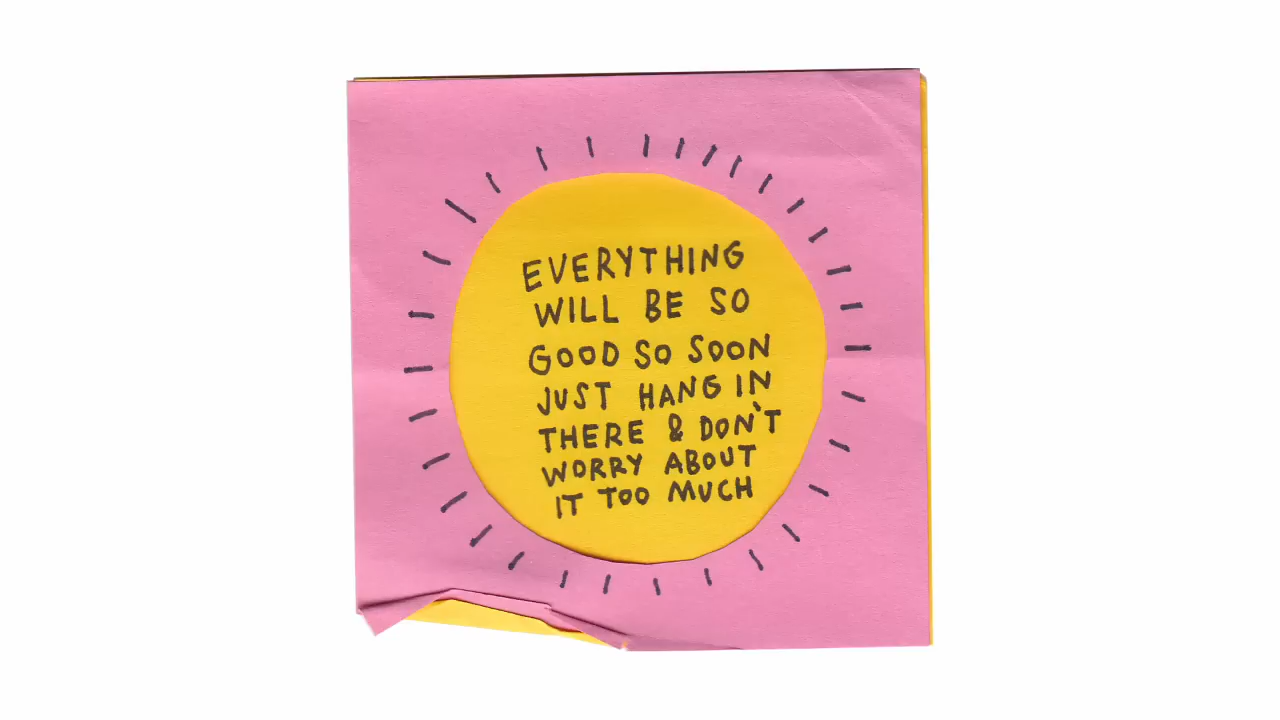 EVERYTHING
WILL BE SO
GOOD SO SOON
JUST HANG IN
THERE & DON'T
WORRY ABOUT
IT TOO MUCH